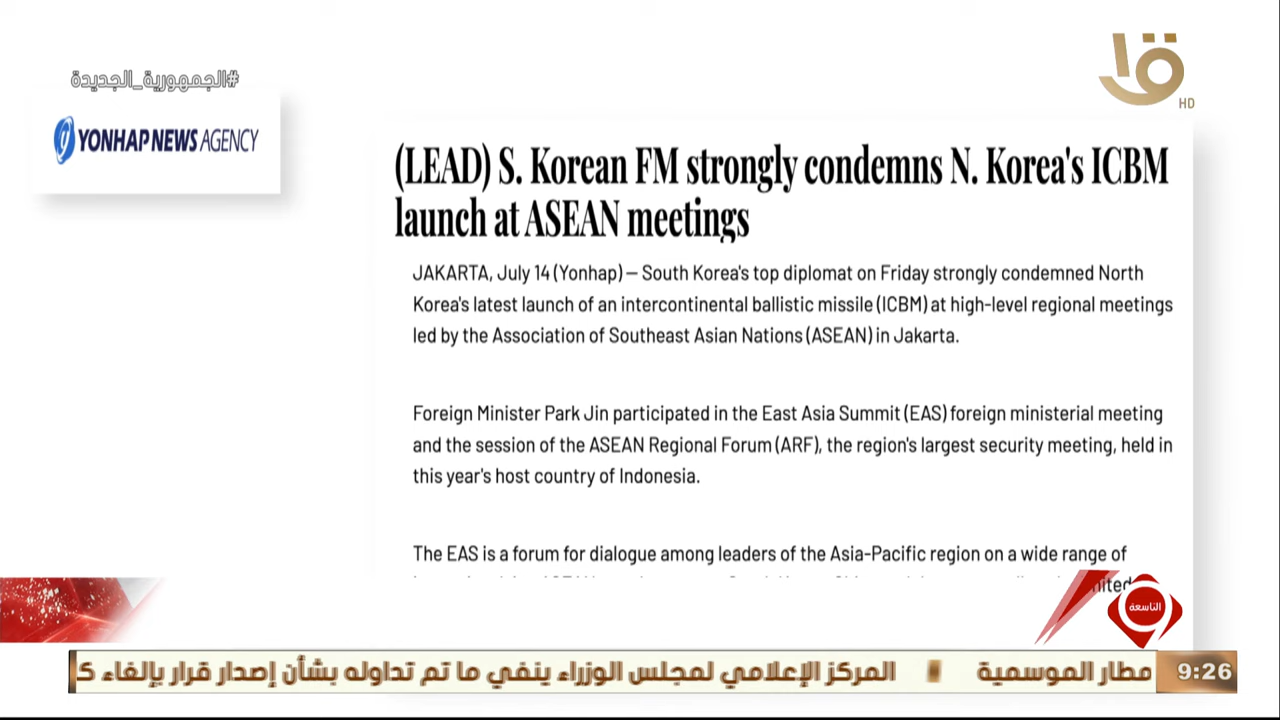 #الجمهورية_الجديدة
HD
YONHAP NEWS AGENCY
(LEAD) S. Korean FM strongly condemns N. Korea's ICBM
launch at ASEAN meetings
JAKARTA, July 14 (Yonhap) — South Korea's top diplomat on Friday strongly condemned North
Korea's latest launch of an intercontinental ballistic missile (ICBM) at high-level regional meetings
led by the Association of Southeast Asian Nations (ASEAN) in Jakarta.
Foreign Minister Park Jin participated in the East Asia Summit (EAS) foreign ministerial meeting
and the session of the ASEAN Regional Forum (ARF), the region's largest security meeting, held in
this year's host country of Indonesia.
The EAS is a forum for dialogue among leaders of the Asia-Pacific region on a wide range of
التاسعة
9:26 مطار الموسمية المركز الإعلامي لمجلس الوزراء ينفي ما تم تداوله بشأن إصدار قرار بإلغاء